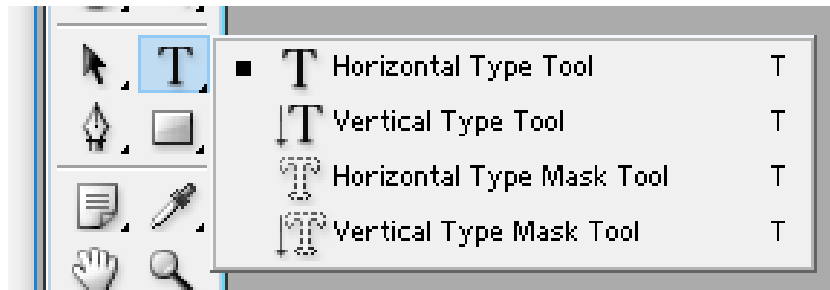 T Horizontal Type Tool T
Vertical Type Tool T
Horizontal Type Mask Tool T
Vertical Type Mask Tool T